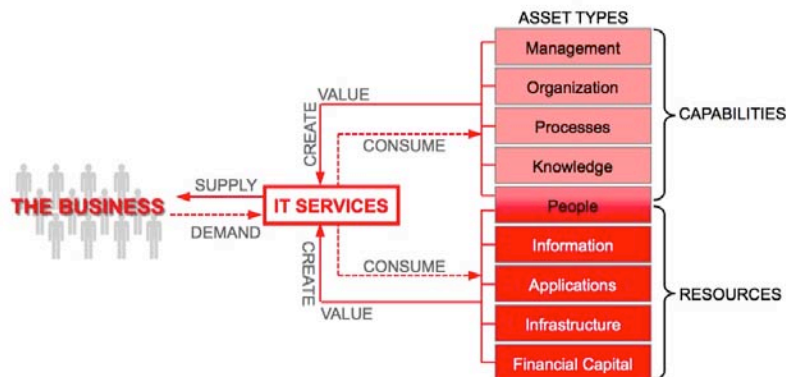 ASSET TYPES
Management
Organization
Processes
Knowledge
People
Information
Applications
Infrastructure
Financial Capital
CAPABILITIES
RESOURCES
VALUE
CREATE
CONSUME
SUPPLY
THE BUSINESS
IT SERVICES
DEMAND
CONSUME
CREATE
VALUE